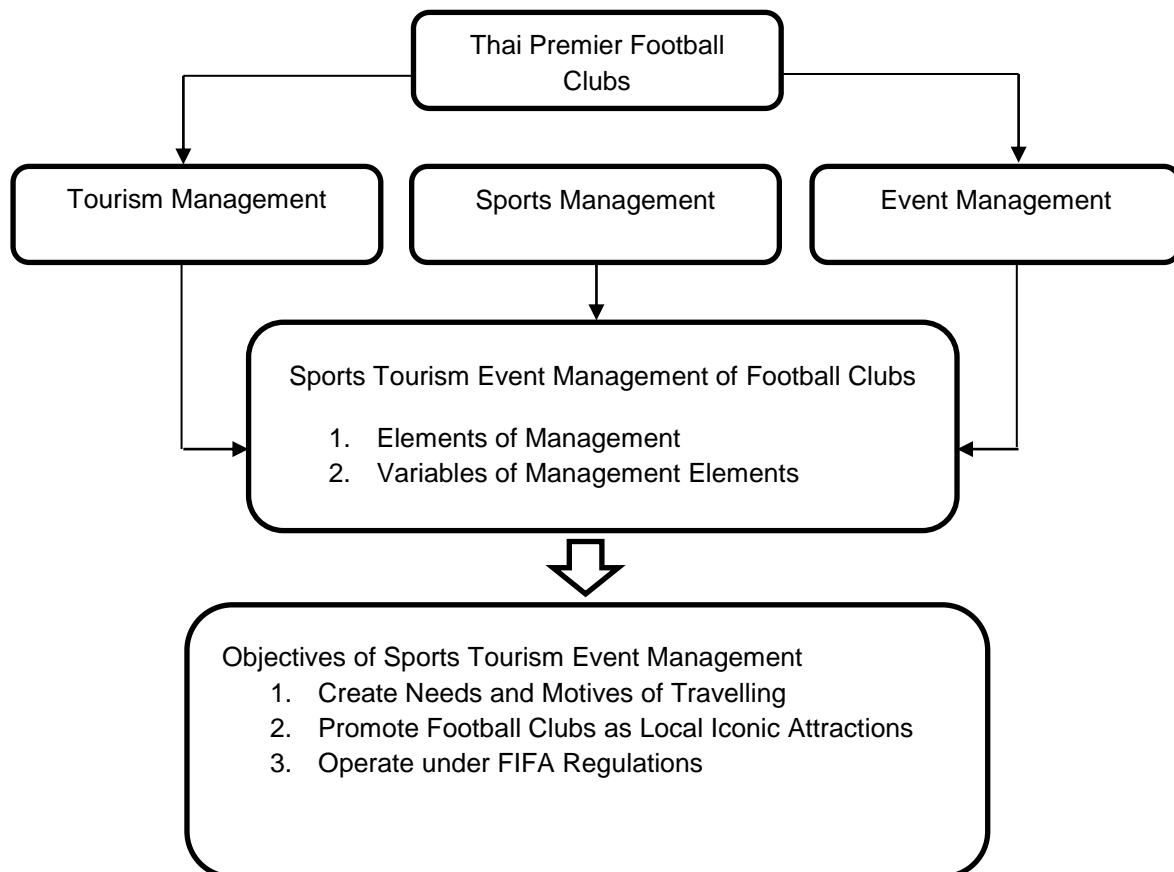 Thai Premier Football
Clubs
Tourism Management
Sports Management
Event Management
Sports Tourism Event Management of Football Clubs
1. Elements of Management
2. Variables of Management Elements
Objectives of Sports Tourism Event Management
1. Create Needs and Motives of Travelling
2. Promote Football Clubs as Local Iconic Attractions
3. Operate under FIFA Regulations